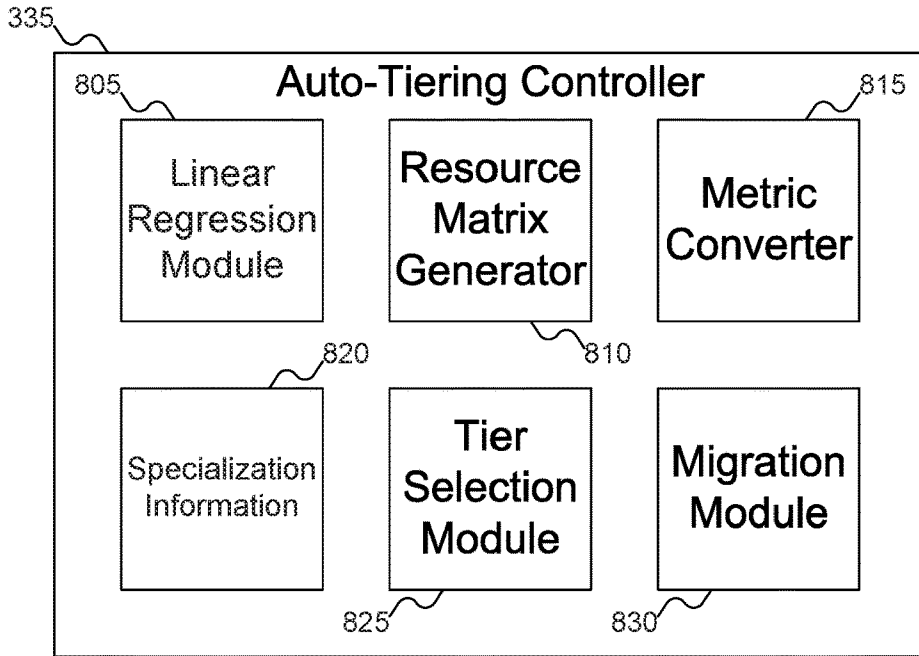 335
Auto-Tiering Controller
805
815
Linear
Regression
Module
Resource
Matrix
Generator
Metric
Converter
810
820
Specialization
Information
Tier
Selection
Module
Migration
Module
825
830